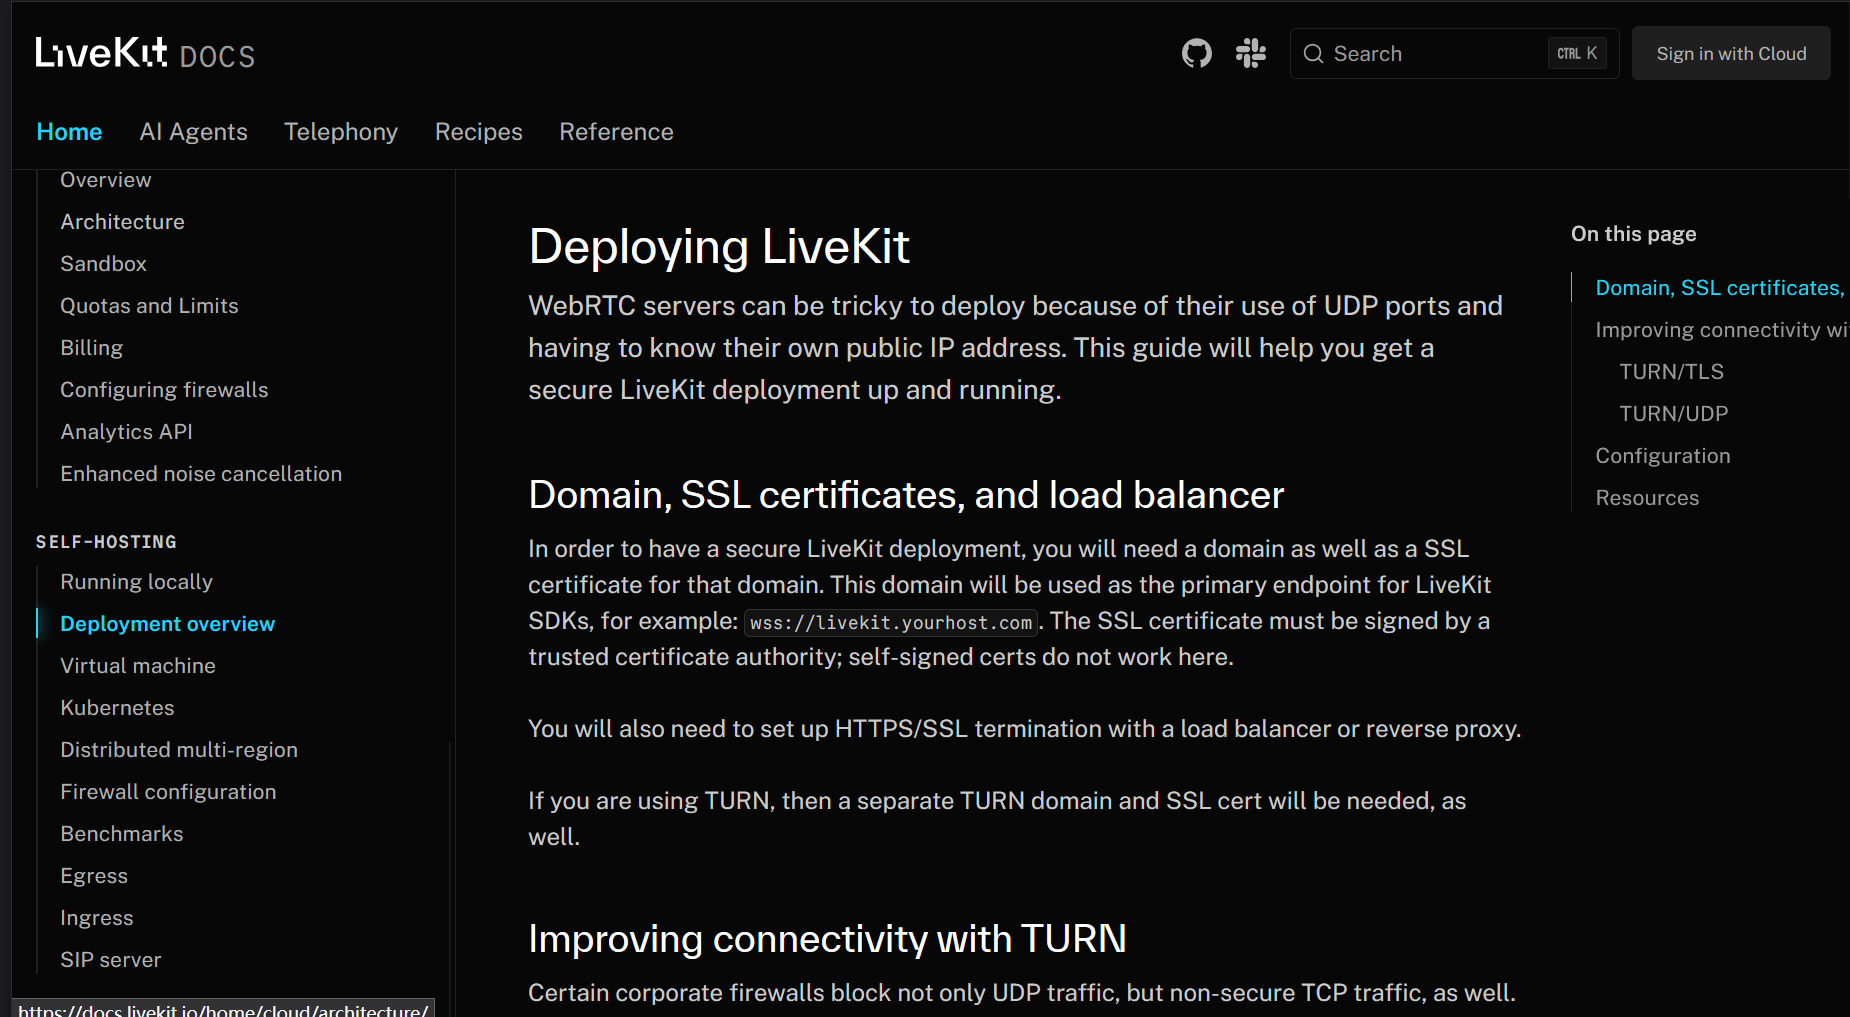 LiveKit DOCS
Search
CTRL K
Sign in with Cloud
Home
AI Agents
Telephony
Recipes
Reference
Overview
Architecture
Sandbox
Quotas and Limits
Billing
Configuring firewalls
Analytics API
Enhanced noise cancellation
SELF-HOSTING
Running locally
Deployment overview
Virtual machine
Kubernetes
Distributed multi-region
Firewall configuration
Benchmarks
Egress
Ingress
SIP server
https://docs.livekit.io/home/cloud/architecture/
Deploying LiveKit
WebRTC servers can be tricky to deploy because of their use of UDP ports and
having to know their own public IP address. This guide will help you get a
secure LiveKit deployment up and running.
Domain, SSL certificates, and load balancer
In order to have a secure LiveKit deployment, you will need a domain as well as a SSL
certificate for that domain. This domain will be used as the primary endpoint for LiveKit
SDKs, for example: wss://livekit.yourhost.com. The SSL certificate must be signed by a
trusted certificate authority; self-signed certs do not work here.
You will also need to set up HTTPS/SSL termination with a load balancer or reverse proxy.
If you are using TURN, then a separate TURN domain and SSL cert will be needed, as
well.
Improving connectivity with TURN
Certain corporate firewalls block not only UDP traffic, but non-secure TCP traffic, as well.
On this page
Domain, SSL certificates,
Improving connectivity wi
TURN/TLS
TURN/UDP
Configuration
Resources